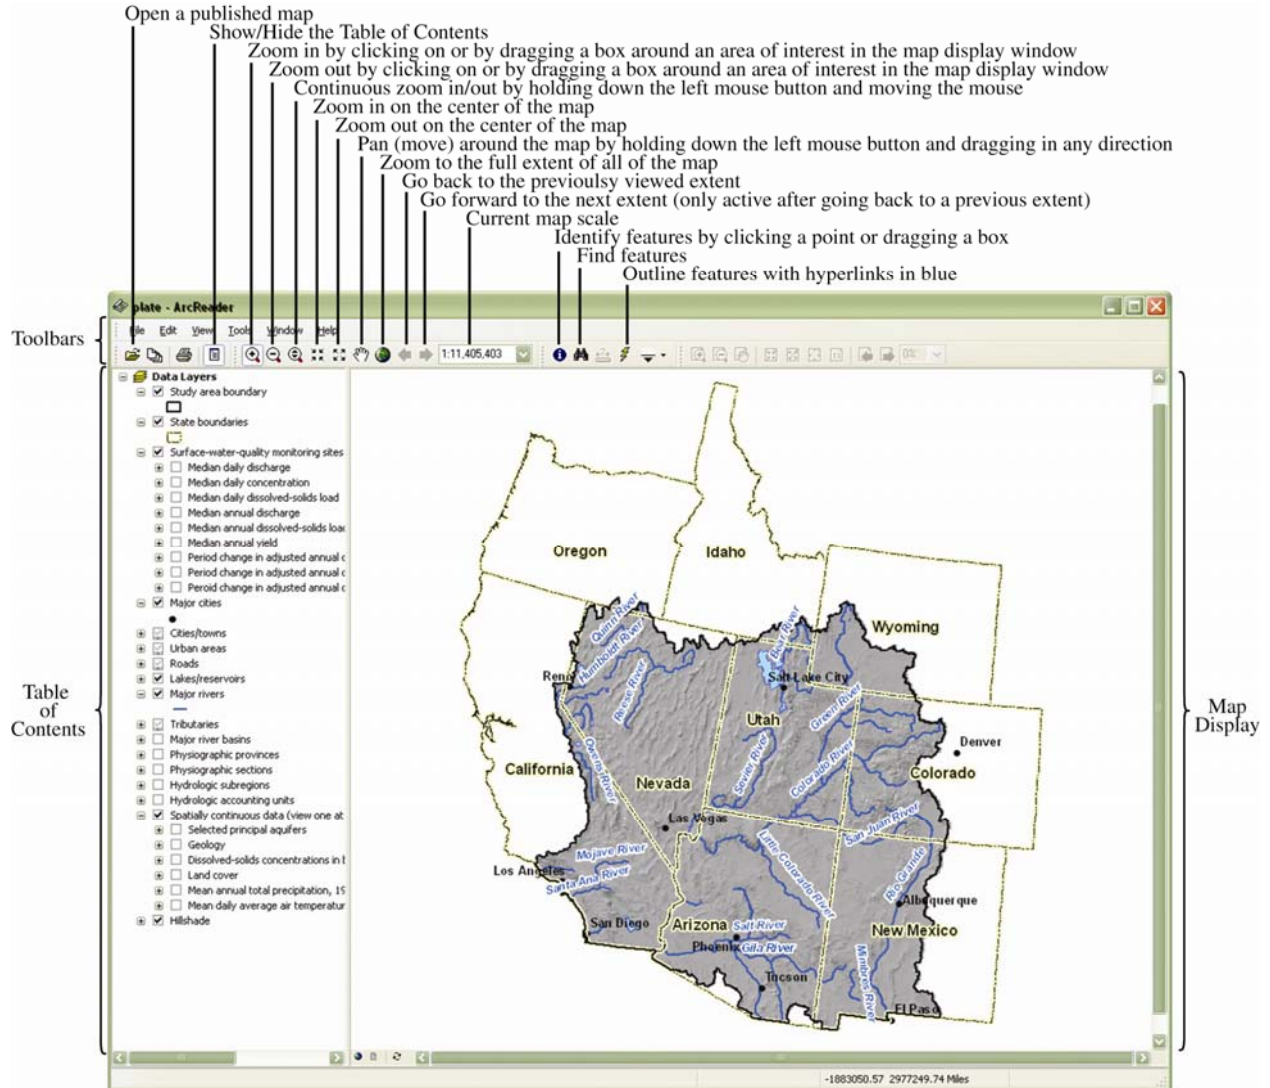 Open a published map
Show/Hide the Table of Contents
Zoom in by clicking on or by dragging a box around an area of interest in the map display window
Zoom out by clicking on or by dragging a box around an area of interest in the map display window
Continuous zoom in/out by holding down the left mouse button and moving the mouse
Zoom in on the center of the map
Zoom out on the center of the map
Pan (move) around the map by holding down the left mouse button and dragging in any direction
Zoom to the full extent of all of the map
Go back to the previoulsy viewed extent
Go forward to the next extent (only active after going back to a previous extent)
Current map scale
Identify features by clicking a point or dragging a box
Find features
Outline features with hyperlinks in blue
plate - ArcReader
Toolbars
File Edit View Tools Window Help
1:11,405,403
0%
Table
of
Contents
Data Layers
Study area boundary
State boundaries
Surface-water-quality monitoring sites
Median daily discharge
Median daily concentration
Median daily dissolved-solids load
Median annual discharge
Median annual dissolved-solids loa
Median annual yield
Period change in adjusted annual c
Period change in adjusted annual c
Peroid change in adjusted annual c
Major cities
Cities/towns
Urban areas
Roads
Lakes/reservoirs
Major rivers
Tributaries
Major river basins
Physiographic provinces
Physiographic sections
Hydrologic subregions
Hydrologic accounting units
Spatially continuous data (view one at
Selected principal aquifers
Geology
Dissolved-solids concentrations in b
Land cover
Mean annual total precipitation, 19
Mean daily average air temperatur
Hillshade
Map
Display
Oregon
Idaho
Wyoming
Quinn River
Humboldt River
Reese River
Bear River
Reno
Salt Lake City
Green River
Utah
Denver
Colorado
California
Owens River
Nevada
Sevier River
Colorado River
Las Vegas
San Juan River
Little Colorado River
Rio Grande
Mojave River
Los Angeles
Santa Ana River
Albuquerque
San Diego
Arizona
Salt River
New Mexico
Phoenix
Gila River
Mimbres River
Tucson
El Paso
-1883050.57 2977249.74 Miles